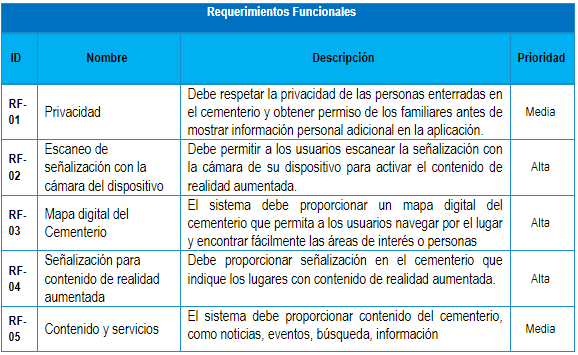 Requerimientos Funcionales
ID Nombre Descripción Prioridad
RF-
01
Privacidad
Debe respetar la privacidad de las personas enterradas en
el cementerio y obtener permiso de los familiares antes de
mostrar información personal adicional en la aplicación.
Media
RF-
02
Escaneo de
señalización con la
cámara del dispositivo
Debe permitir a los usuarios escanear la señalización con
la cámara de su dispositivo para activar el contenido de
realidad aumentada.
Alta
RF-
03
Mapa digital del
Cementerio
El sistema debe proporcionar un mapa digital del
cementerio que permita a los usuarios navegar por el lugar
y encontrar fácilmente las áreas de interés o personas
Alta
RF-
04
Señalización para
contenido de realidad
aumentada
Debe proporcionar señalización en el cementerio que
indique los lugares con contenido de realidad aumentada.
Alta
RF-
05
Contenido y servicios
El sistema debe proporcionar contenido del cementerio,
como noticias, eventos, búsqueda, información
Media